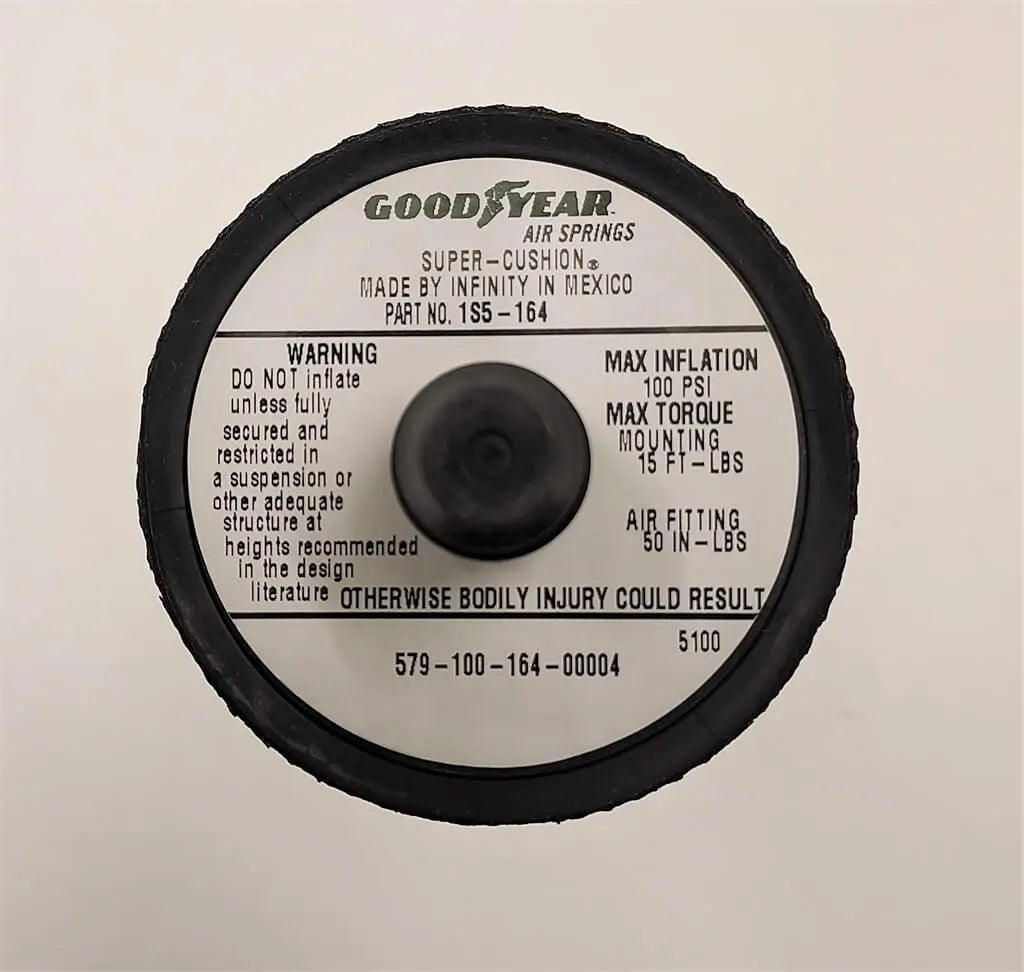 GOODYEAR
AIR SPRINGS
SUPER-CUSHION®
MADE BY INFINITY IN MEXICO
PART NO. 1S5-164
WARNING
DO NOT inflate
unless fully
secured and
restricted in
a suspension or
other adequate
structure at
heights recommended
in the design
literature
OTHERWISE BODILY INJURY COULD RESULT
MAX INFLATION
100 PSI
MAX TORQUE
MOUNTING
15 FT-LBS
AIR FITTING
50 IN-LBS
5100
579-100-164-00004